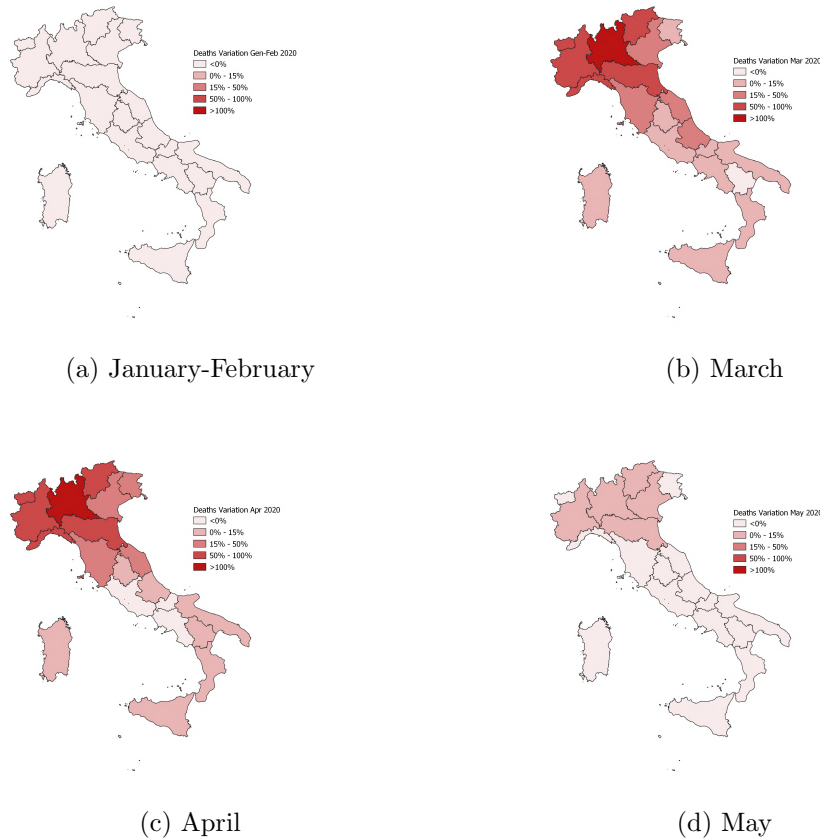 Deaths Variation Gen-Feb 2020
<0%
0% - 15%
15% - 50%
50% - 100%
>100%
(a) January-February
Deaths Variation Mar 2020
<0%
0% - 15%
15% - 50%
50% - 100%
>100%
(b) March
Deaths Variation Apr 2020
<0%
0% - 15%
15% - 50%
50% - 100%
>100%
(c) April
Deaths Variation May 2020
<0%
0% - 15%
15% - 50%
50% - 100%
>100%
(d) May